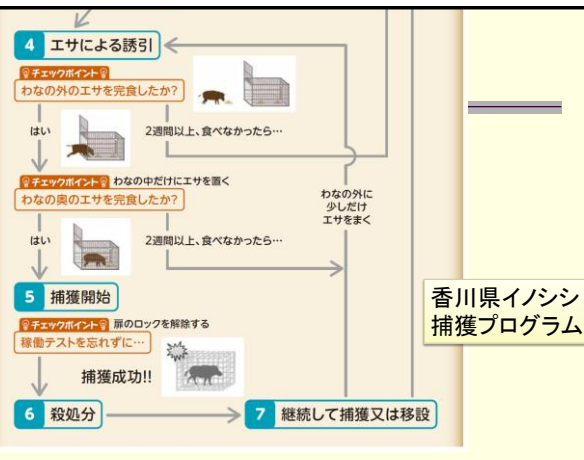 4 エサによる誘引
チェックポイント
わなの外のエサを完食したか?
はい
2週間以上、食べなかったら…
チェックポイント わなの中だけにエサを置く
わなの奥のエサを完食したか?
わなの外に
少しだけ
エサをまく
はい
2週間以上、食べなかったら…
5 捕獲開始
チェックポイント 扉のロックを解除する
稼働テストを忘れずに…
捕獲成功!!
6 殺処分
7 継続して捕獲又は移設
香川県イノシシ
捕獲プログラム